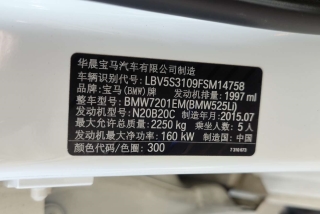 华晨宝马汽车有限公司制造
车辆识别代号: LBV5S3109FSM14758
品牌: 宝马(BMW)牌 发动机排量: 1997 ml
整车型号: BMW7201EM(BMW525Li)
发动机型号: N20B20C 制造年月: 2015.07
最大允许总质量: 2250 kg 乘坐人数: 5 人
发动机最大净功率: 160 kW 制造国: 中国
颜色代码/色圈: 300